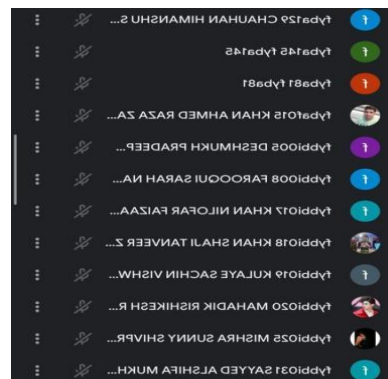 fyba129 CHAUHAN HIMANSHU S...
f
fyba145 fyba145
f
fyba81 fyba81
f
fybaf015 KHAN AHMED RAZA ZA...
fybbi005 DESHMUKH PRADEEP...
f
fybbi008 FAROOQUI SARAH NA...
f
fybbi017 KHAN NILOFAR FAIZAA...
f
fybbi018 KHAN SHAJI TANVEER Z...
fybbi019 KULAYE SACHIN VISHW...
f
fybbi020 MAHADIK RISHIKESH R...
fybbi025 MISHRA SUNNY SHIVPR...
fybbi031 SAYYED ALSHIFA MUKH...
f